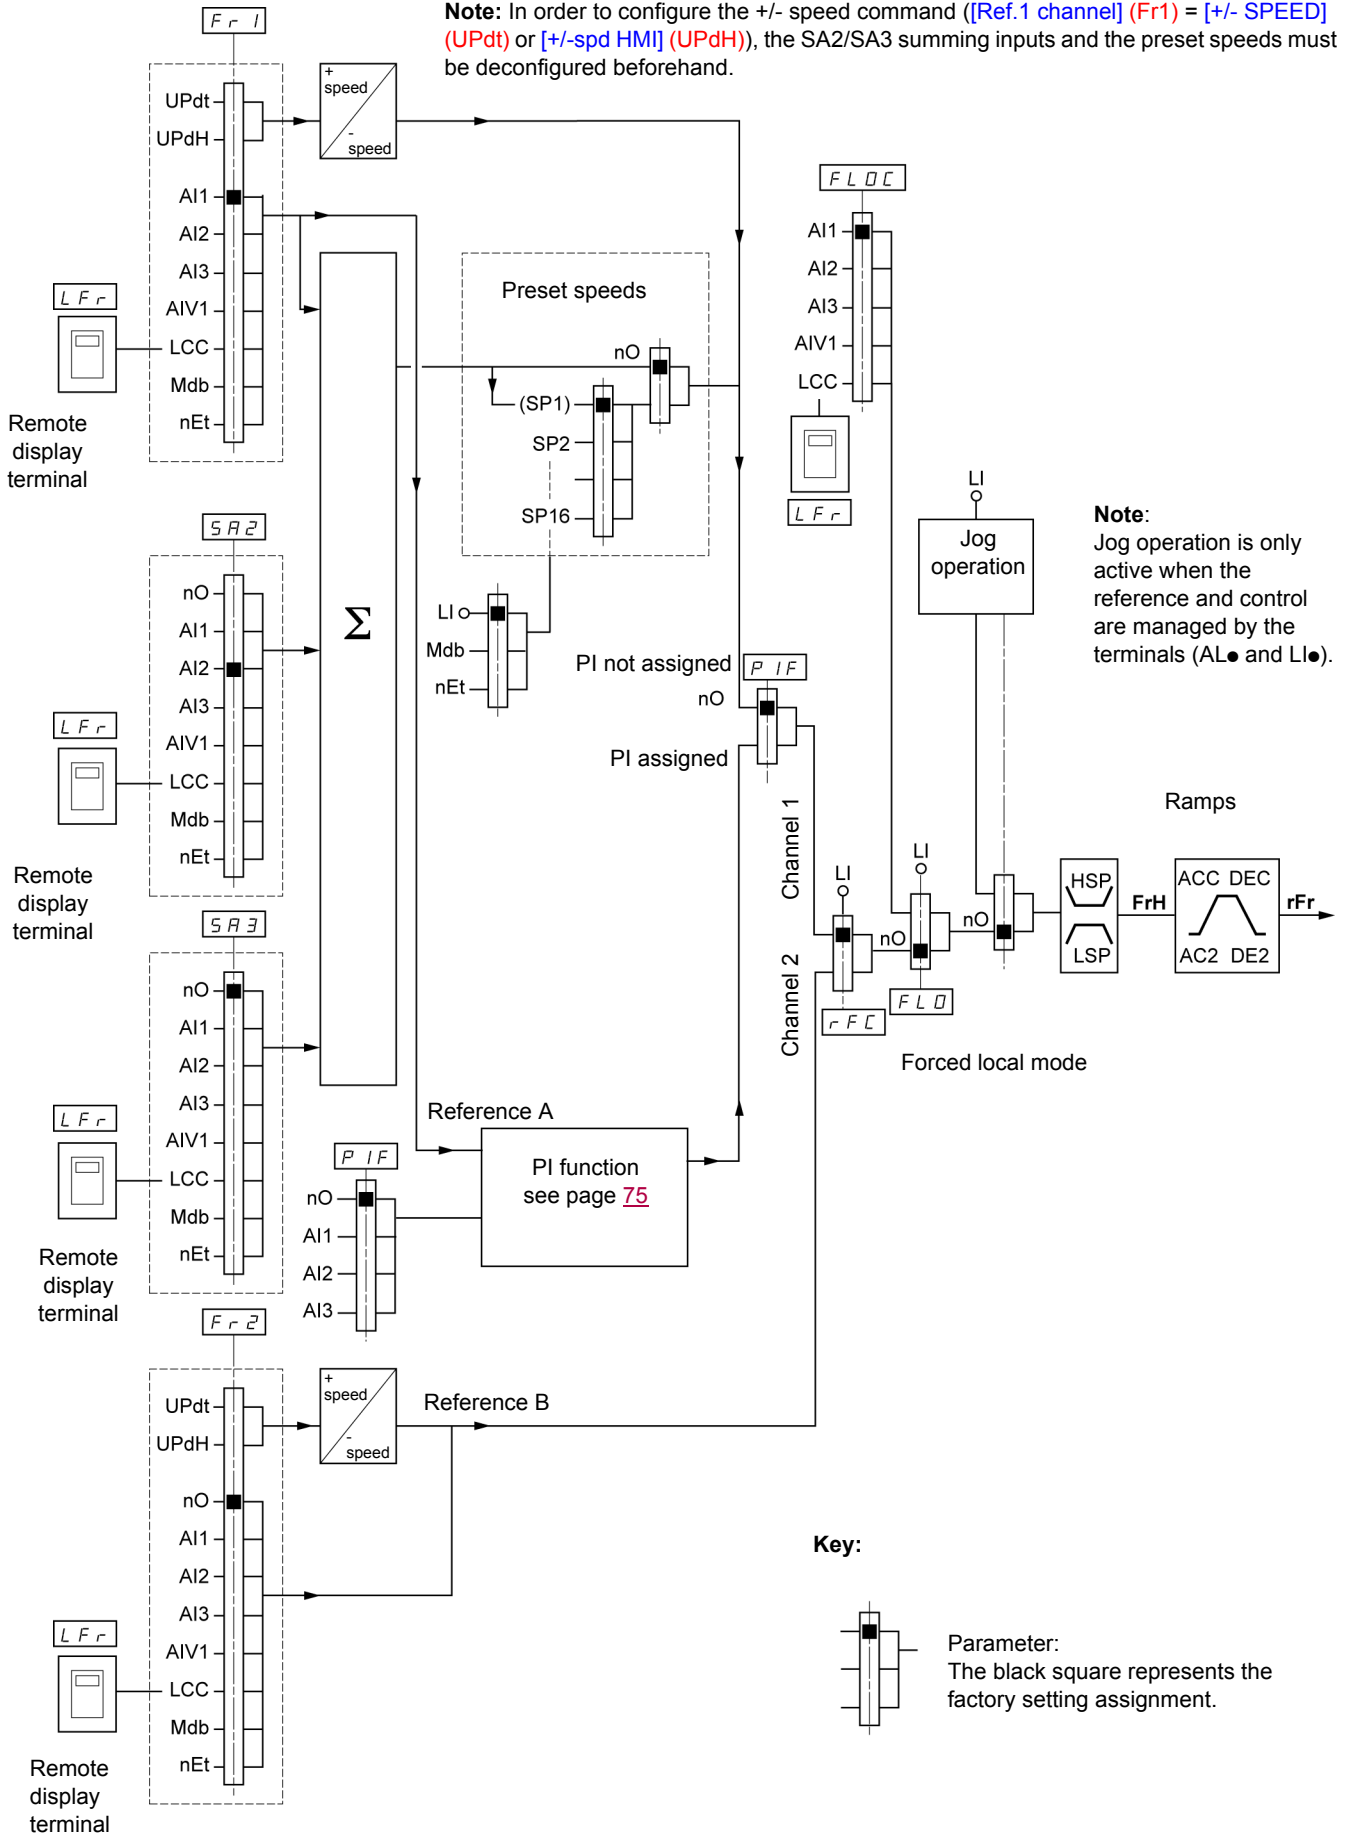 Note: In order to configure the +/- speed command ([Ref.1 channel] (Fr1) = [+/- SPEED]
(UPdt) or [+/-spd HMI] (UPdH)), the SA2/SA3 summing inputs and the preset speeds must
be deconfigured beforehand.
Fr1
UPdt
UPdH
AI1
AI2
AI3
AIV1
LCC
Mdb
nEt
LFr
Remote
display
terminal
+
speed
-
speed
SA2
nO
AI1
AI2
AI3
AIV1
LCC
Mdb
nEt
LFr
Remote
display
terminal
SA3
nO
AI1
AI2
AI3
AIV1
LCC
Mdb
nEt
LFr
Remote
display
terminal
Σ
Preset speeds
nO
(SP1)
SP2
SP16
LI
Mdb
nEt
PI not assigned
PIF
nO
PI assigned
FLOC
AI1
AI2
AI3
AIV1
LCC
LFr
LI
Jog
operation
Note:
Jog operation is only
active when the
reference and control
are managed by the
terminals (AL● and LI●).
Channel 1
Channel 2
LI
nO
rFC
LI
nO
FLO
Forced local mode
Ramps
HSP
LSP
FrH
ACC DEC
AC2 DE2
rFr
Reference A
PIF
nO
AI1
AI2
AI3
PI function
see page 75
Fr2
UPdt
UPdH
nO
AI1
AI2
AI3
AIV1
LCC
Mdb
nEt
LFr
Remote
display
terminal
+
speed
-
speed
Reference B
Key:
Parameter:
The black square represents the
factory setting assignment.